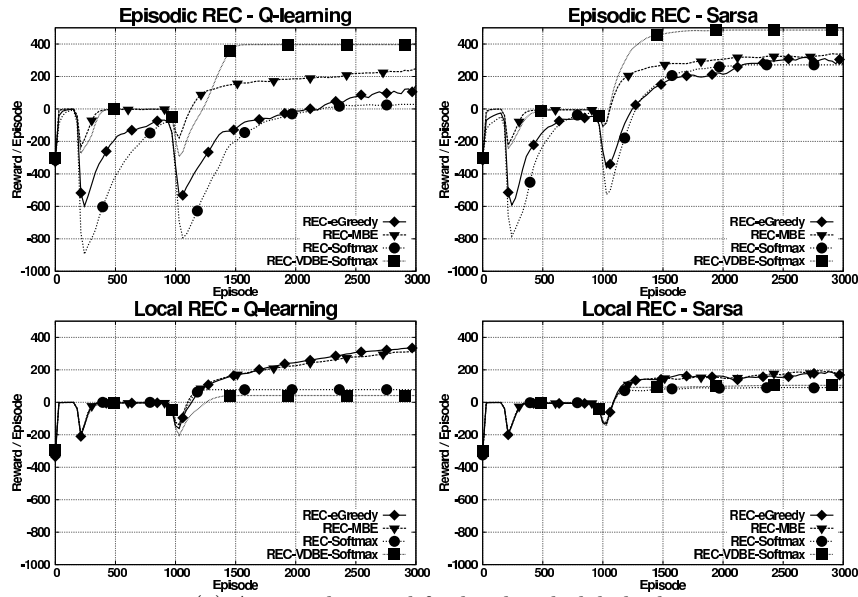 Episodic REC - Q-learning
Reward / Episode
400
200
0
-200
-400
-600
-800
-1000
0 500 1000 1500 2000 2500 3000
Episode
REC-eGreedy
REC-MBE
REC-Softmax
REC-VDBE-Softmax
Episodic REC - Sarsa
400
200
0
-200
-400
-600
-800
-1000
0 500 1000 1500 2000 2500 3000
Episode
REC-eGreedy
REC-MBE
REC-Softmax
REC-VDBE-Softmax
Local REC - Q-learning
Reward / Episode
400
200
0
-200
-400
-600
-800
-1000
0 500 1000 1500 2000 2500 3000
Episode
REC-eGreedy
REC-MBE
REC-Softmax
REC-VDBE-Softmax
Local REC - Sarsa
Reward / Episode
400
200
0
-200
-400
-600
-800
-1000
0 500 1000 1500 2000 2500 3000
Episode
REC-eGreedy
REC-MBE
REC-Softmax
REC-VDBE-Softmax